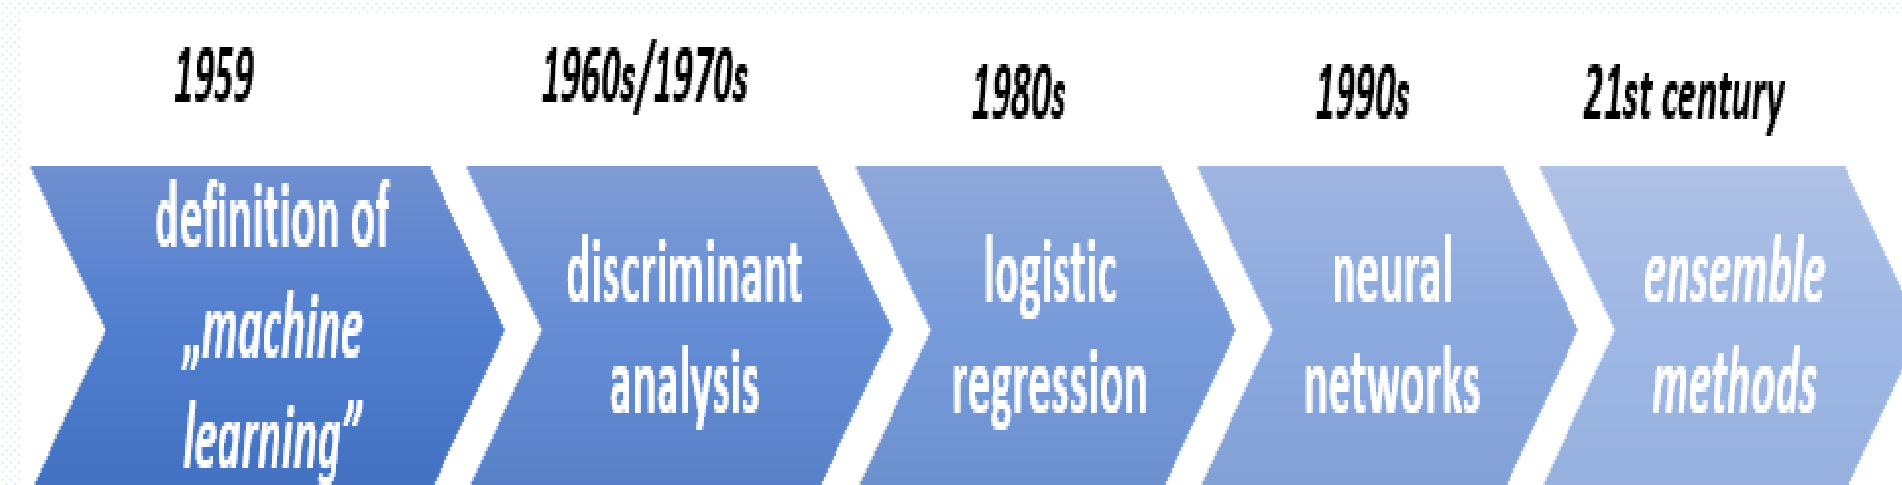 1959
1960s/1970s
1980s
1990s
21st century
definition of
„machine
learning”
discriminant
analysis
logistic
regression
neural
networks
ensemble
methods